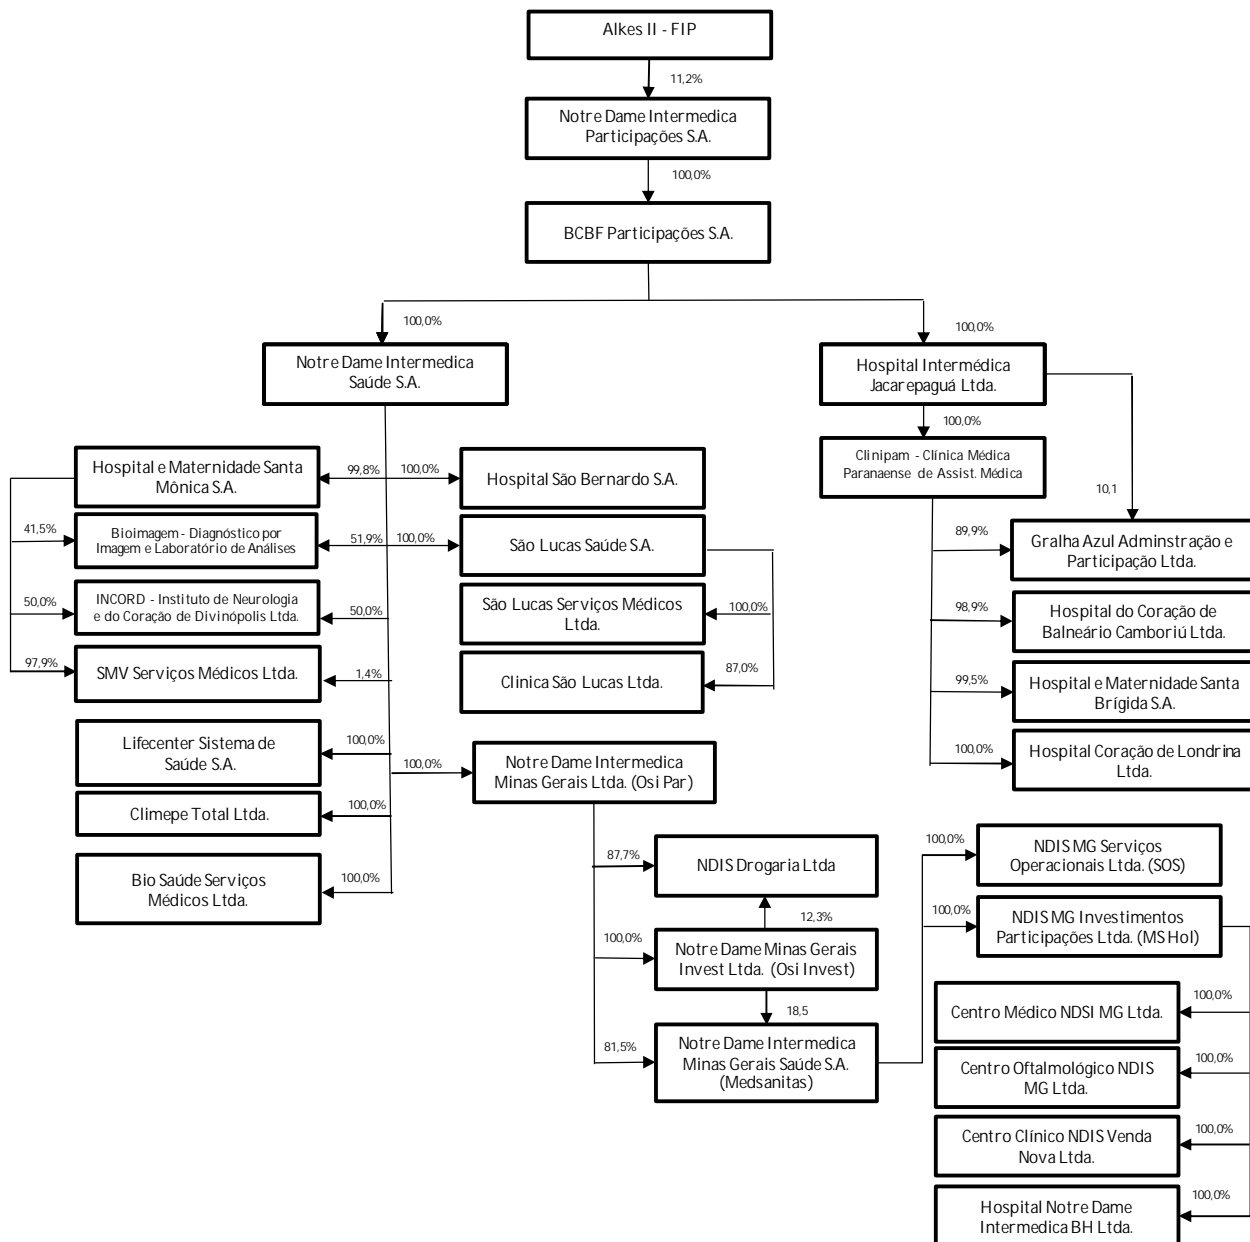 Alkes II - FIP
11,2%
Notre Dame Intermedica
Participações S.A.
100,0%
BCBF Participações S.A.
100,0%
100,0%
Notre Dame Intermedica
Saúde S.A.
Hospital Intermédica
Jacarepaguá Ltda.
100,0%
Clinipam - Clínica Médica
Paranaense de Assist. Médica
10,1
Hospital e Maternidade Santa
Mônica S.A.
99,8%
100,0%
Hospital São Bernardo S.A.
41,5%
Bioimagem - Diagnóstico por
Imagem e Laboratório de Análises
51,9%
100,0%
São Lucas Saúde S.A.
89,9%
Gralha Azul Adminstração e
Participação Ltda.
50,0%
INCORD - Instituto de Neurologia
e do Coração de Divinópolis Ltda.
50,0%
São Lucas Serviços Médicos
Ltda.
100,0%
98,9%
Hospital do Coração de
Balneário Camboriú Ltda.
97,9%
SMV Serviços Médicos Ltda.
1,4%
Clinica São Lucas Ltda.
87,0%
99,5%
Hospital e Maternidade Santa
Brígida S.A.
Lifecenter Sistema de
Saúde S.A.
100,0%
100,0%
Notre Dame Intermedica
Minas Gerais Ltda. (Osi Par)
100,0%
Hospital Coração de Londrina
Ltda.
Climepe Total Ltda.
100,0%
Bio Saúde Serviços
Médicos Ltda.
100,0%
87,7%
NDIS Drogaria Ltda
100,0%
NDIS MG Serviços
Operacionais Ltda. (SOS)
12,3%
100,0%
Notre Dame Minas Gerais
Invest Ltda. (Osi Invest)
100,0%
NDIS MG Investimentos
Participações Ltda. (MS Hol)
18,5
81,5%
Notre Dame Intermedica
Minas Gerais Saúde S.A.
(Medsanitas)
Centro Médico NDSI MG Ltda.
100,0%
Centro Oftalmológico NDIS
MG Ltda.
100,0%
Centro Clínico NDIS Venda
Nova Ltda.
100,0%
Hospital Notre Dame
Intermedica BH Ltda.
100,0%